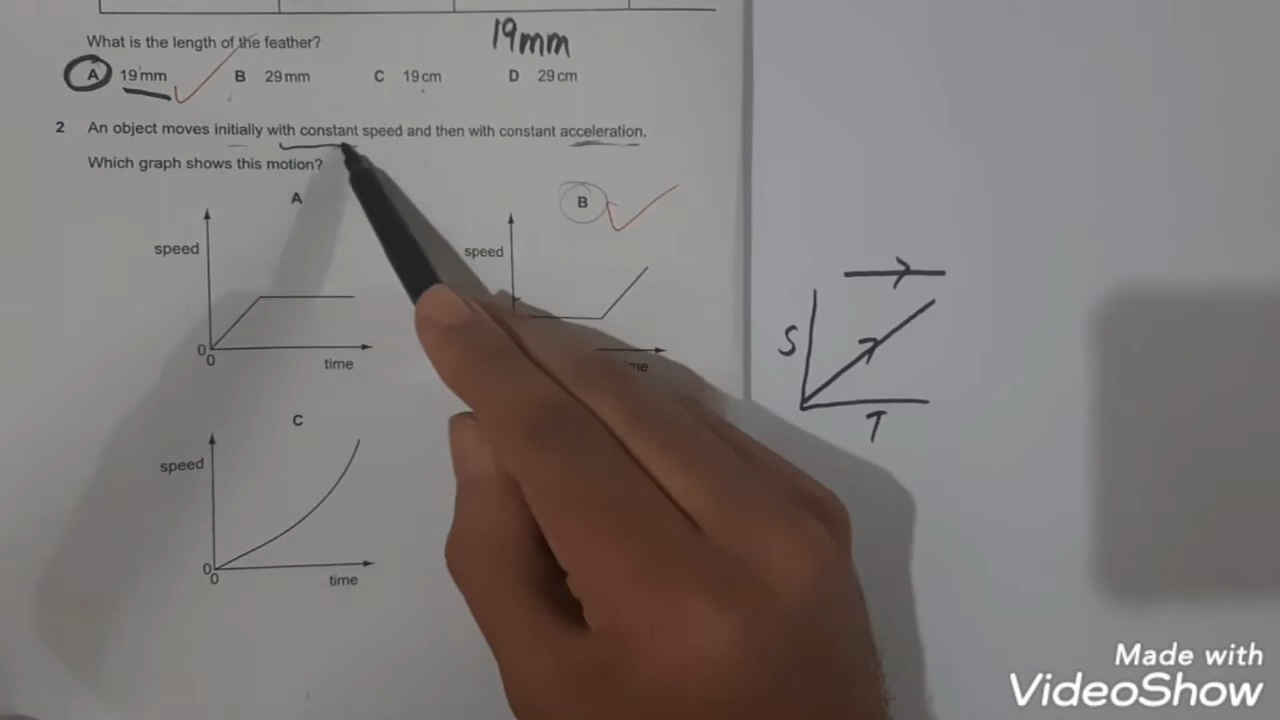 19mm
What is the length of the feather?
A 19mm B 29mm C 19cm D 29cm
2 An object moves initially with constant speed and then with constant acceleration.
Which graph shows this motion?
A
speed
0
0
time
B
speed
S
T
C
speed
0
0
time
Made with
VideoShow